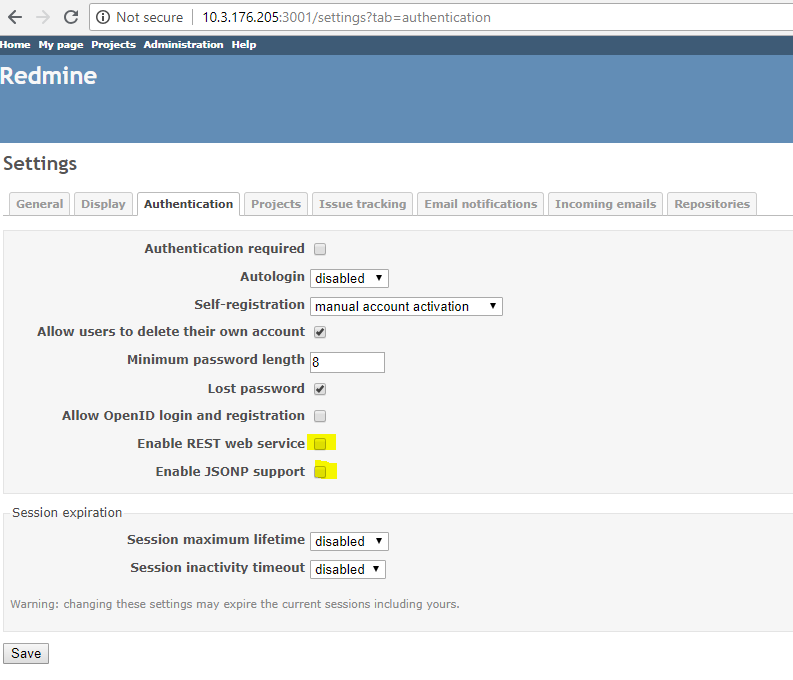 Not secure | 10.3.176.205:3001/settings?tab=authentication
Home My page Projects Administration Help
Redmine
Settings
General Display Authentication Projects Issue tracking Email notifications Incoming emails Repositories
Authentication required
Autologin disabled
Self-registration manual account activation
Allow users to delete their own account
Minimum password length 8
Lost password
Allow OpenID login and registration
Enable REST web service
Enable JSONP support
Session expiration
Session maximum lifetime disabled
Session inactivity timeout disabled
Warning: changing these settings may expire the current sessions including yours.
Save